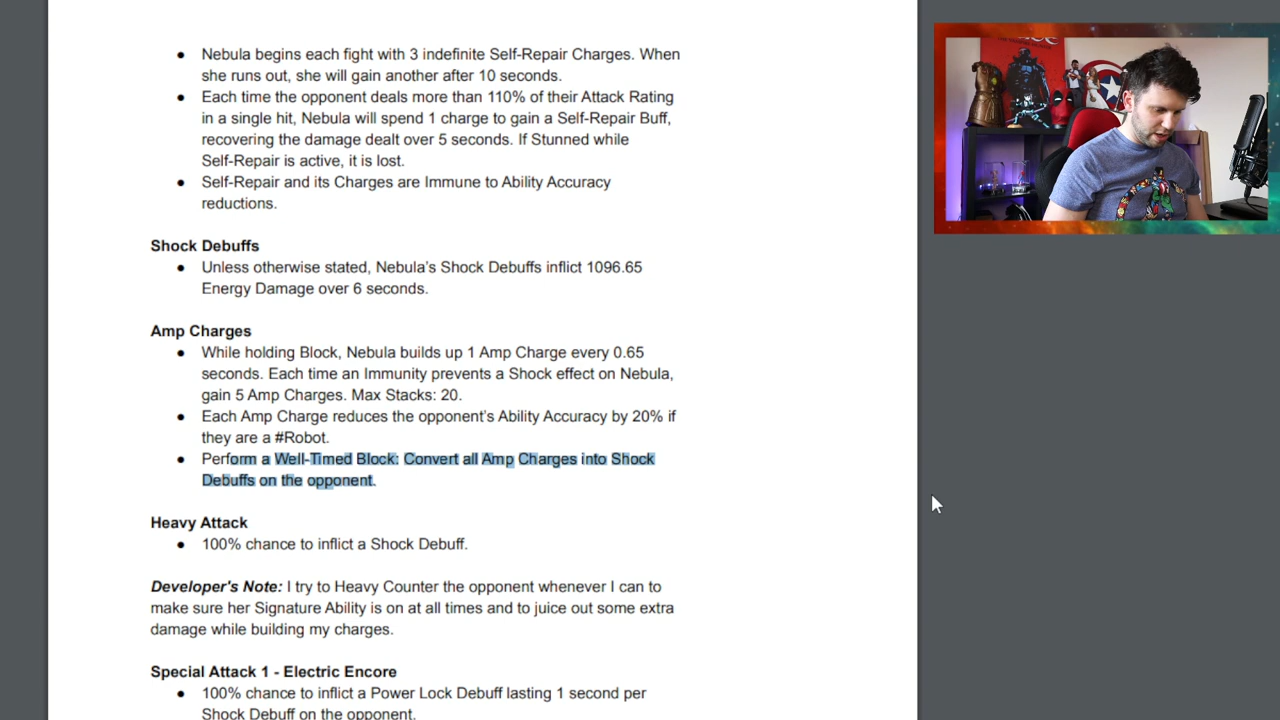 ● Nebula begins each fight with 3 indefinite Self-Repair Charges. When
she runs out, she will gain another after 10 seconds.
● Each time the opponent deals more than 110% of their Attack Rating
in a single hit, Nebula will spend 1 charge to gain a Self-Repair Buff,
recovering the damage dealt over 5 seconds. If Stunned while
Self-Repair is active, it is lost.
● Self-Repair and its Charges are Immune to Ability Accuracy
reductions.
Shock Debuffs
● Unless otherwise stated, Nebula's Shock Debuffs inflict 1096.65
Energy Damage over 6 seconds.
Amp Charges
● While holding Block, Nebula builds up 1 Amp Charge every 0.65
seconds. Each time an Immunity prevents a Shock effect on Nebula,
gain 5 Amp Charges. Max Stacks: 20.
● Each Amp Charge reduces the opponent's Ability Accuracy by 20% if
they are a #Robot.
● Perform a Well-Timed Block: Convert all Amp Charges into Shock
Debuffs on the opponent.
Heavy Attack
● 100% chance to inflict a Shock Debuff.
Developer's Note: I try to Heavy Counter the opponent whenever I can to
make sure her Signature Ability is on at all times and to juice out some extra
damage while building my charges.
Special Attack 1 - Electric Encore
● 100% chance to inflict a Power Lock Debuff lasting 1 second per
Shock Debuff on the opponent.